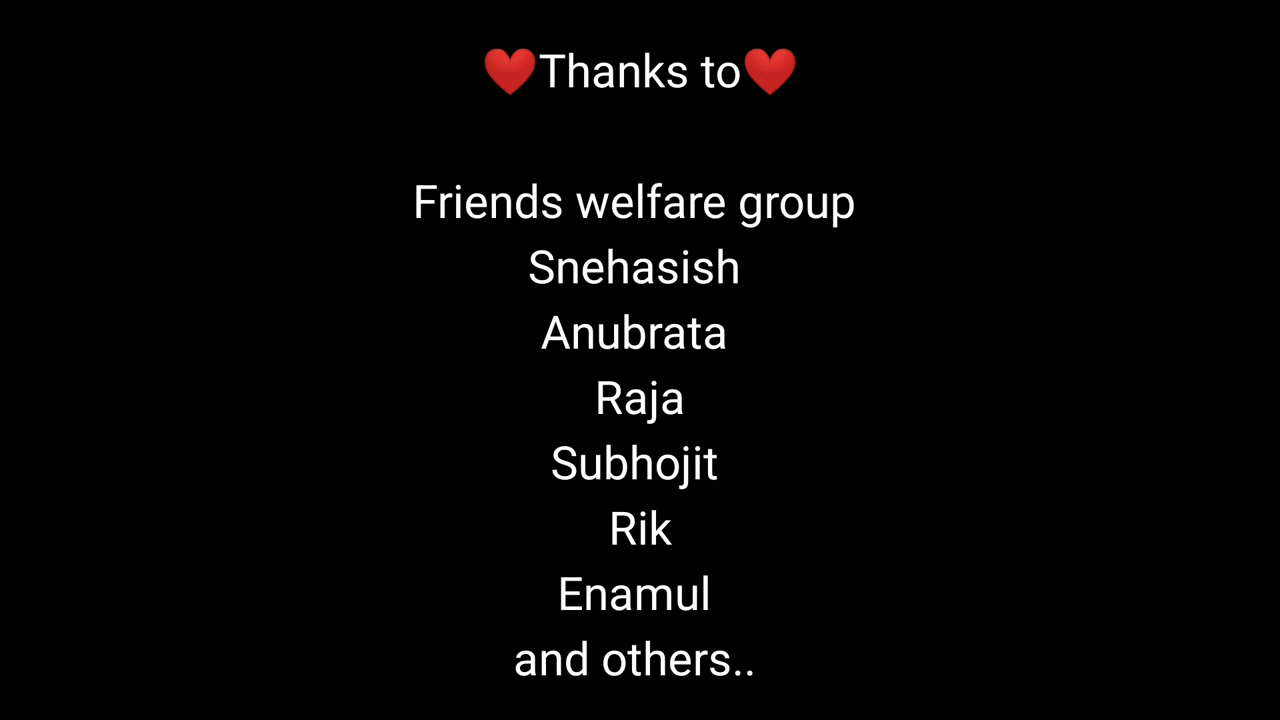 ❤️Thanks to❤️
Friends welfare group
Snehasish
Anubrata
Raja
Subhojit
Rik
Enamul
and others..